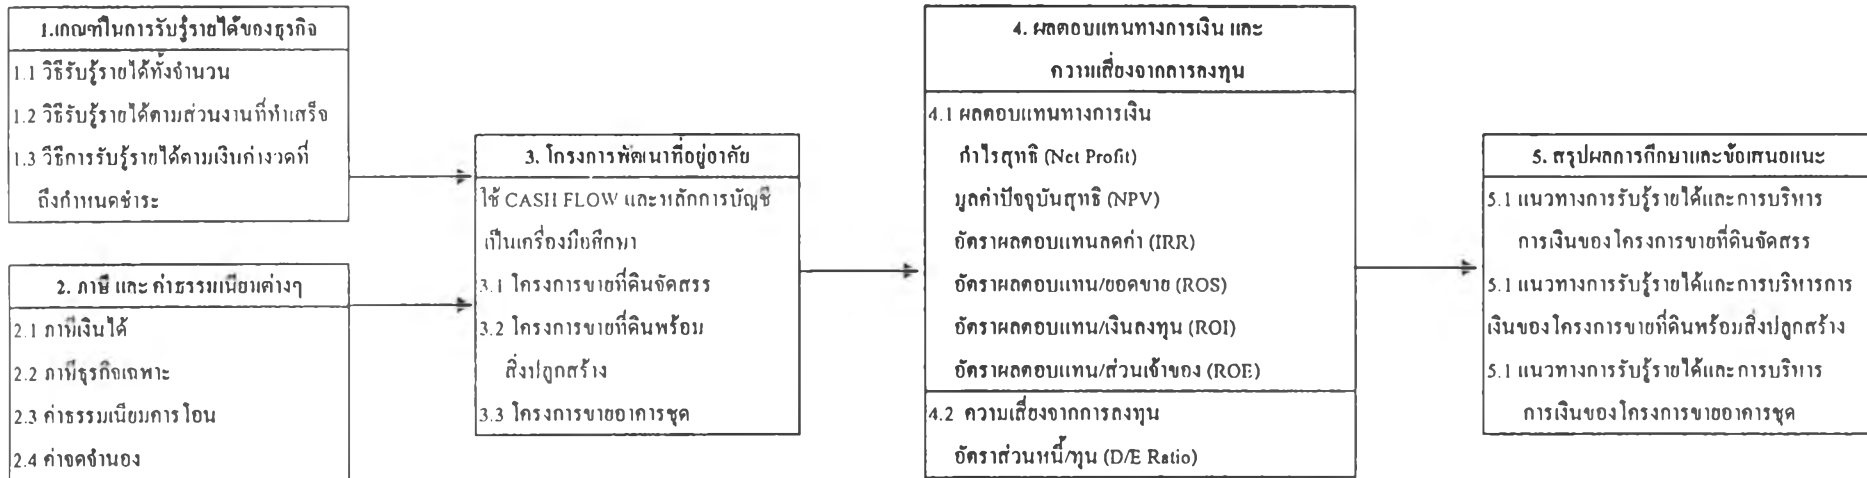 1.เกณฑ์ในการรับรู้รายได้ของธุรกิจ
1.1 วิธีรับรู้รายได้ทั้งจำนวน
1.2 วิธีรับรู้รายได้ตามส่วนงานที่ทำเสร็จ
1.3 วิธีการรับรู้รายได้ตามเงินค่างวดที่
ถึงกำหนดชำระ
2. ภาษี และ ค่าธรรมเนียมต่างๆ
2.1 ภาษีเงินได้
2.2 ภาษีธุรกิจเฉพาะ
2.3 ค่าธรรมเนียมการโอน
2.4 ค่าจดจำนอง
3. โครงการพัฒนาที่อยู่อาศัย
ใช้ CASH FLOW และหลักการบัญชี
เป็นเครื่องมือศึกษา
3.1 โครงการขายที่ดินจัดสรร
3.2 โครงการขายที่ดินพร้อม
สิ่งปลูกสร้าง
3.3 โครงการขายอาคารชุด
4. ผลตอบแทนทางการเงิน และ
ความเสี่ยงจากการลงทุน
4.1 ผลตอบแทนทางการเงิน
กำไรสุทธิ (Net Profit)
มูลค่าปัจจุบันสุทธิ (NPV)
อัตราผลตอบแทนลดค่า (IRR)
อัตราผลตอบแทน/ยอดขาย (ROS)
อัตราผลตอบแทน/เงินลงทุน (ROI)
อัตราผลตอบแทน/ส่วนเจ้าของ (ROE)
4.2 ความเสี่ยงจากการลงทุน
อัตราส่วนหนี้/ทุน (D/E Ratio)
5. สรุปผลการศึกษาและข้อเสนอแนะ
5.1 แนวทางการรับรู้รายได้และการบริหาร
การเงินของโครงการขายที่ดินจัดสรร
5.1 แนวทางการรับรู้รายได้และการบริหารการ
เงินของโครงการขายที่ดินพร้อมสิ่งปลูกสร้าง
5.1 แนวทางการรับรู้รายได้และการบริหาร
การเงินของโครงการขายอาคารชุด